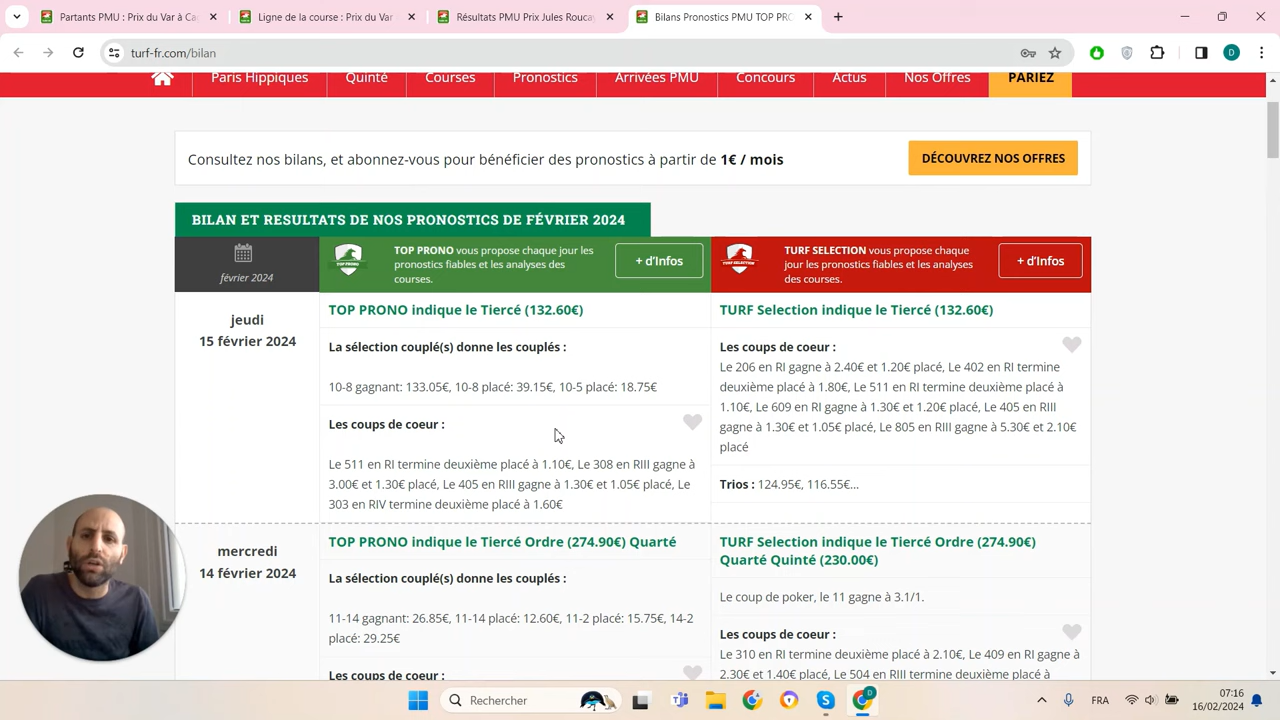 Partants PMU : Prix du Var à Ca
Ligne de la course : Prix du Var
Résultats PMU Prix Jules Rouca
Bilans Pronostics PMU TOP PRO
turf-fr.com/bilan
D
Paris Hippiques
Quinté
Courses
Pronostics
Arrivées PMU
Concours
Actus
Nos Offres
PARIEZ
Consultez nos bilans, et abonnez-vous pour bénéficier des pronostics à partir de 1€ / mois
DÉCOUVREZ NOS OFFRES
BILAN ET RESULTATS DE NOS PRONOSTICS DE FÉVRIER 2024
février 2024
TOP PRONO
TOP PRONO vous propose chaque jour les
pronostics fiables et les analyses des
courses.
+ d'Infos
TURF SELECTION
TURF SELECTION vous propose chaque
jour les pronostics fiables et les analyses
des courses.
+ d'Infos
jeudi
15 février 2024
TOP PRONO indique le Tiercé (132.60€)
La sélection couplé(s) donne les couplés :
10-8 gagnant: 133.05€, 10-8 placé: 39.15€, 10-5 placé: 18.75€
Les coups de coeur :
Le 511 en RI termine deuxième placé à 1.10€, Le 308 en RIII gagne à
3.00€ et 1.30€ placé, Le 405 en RIII gagne à 1.30€ et 1.05€ placé, Le
303 en RIV termine deuxième placé à 1.60€
TURF Selection indique le Tiercé (132.60€)
Les coups de coeur :
Le 206 en RI gagne à 2.40€ et 1.20€ placé, Le 402 en RI termine
deuxième placé à 1.80€, Le 511 en RI termine deuxième placé à
1.10€, Le 609 en RI gagne à 1.30€ et 1.20€ placé, Le 405 en RIII
gagne à 1.30€ et 1.05€ placé, Le 805 en RIII gagne à 5.30€ et 2.10€
placé
Trios : 124.95€, 116.55€...
mercredi
14 février 2024
TOP PRONO indique le Tiercé Ordre (274.90€) Quarté
La sélection couplé(s) donne les couplés :
11-14 gagnant: 26.85€, 11-14 placé: 12.60€, 11-2 placé: 15.75€, 14-2
placé: 29.25€
Les coups de coeur :
TURF Selection indique le Tiercé Ordre (274.90€)
Quarté Quinté (230.00€)
Le coup de poker, le 11 gagne à 3.1/1.
Les coups de coeur :
Le 310 en RI termine deuxième placé à 2.10€, Le 409 en RI gagne à
2.30€ et 1.40€ placé, Le 504 en RIII termine deuxième placé à
Rechercher
D
FRA
07:16
16/02/2024